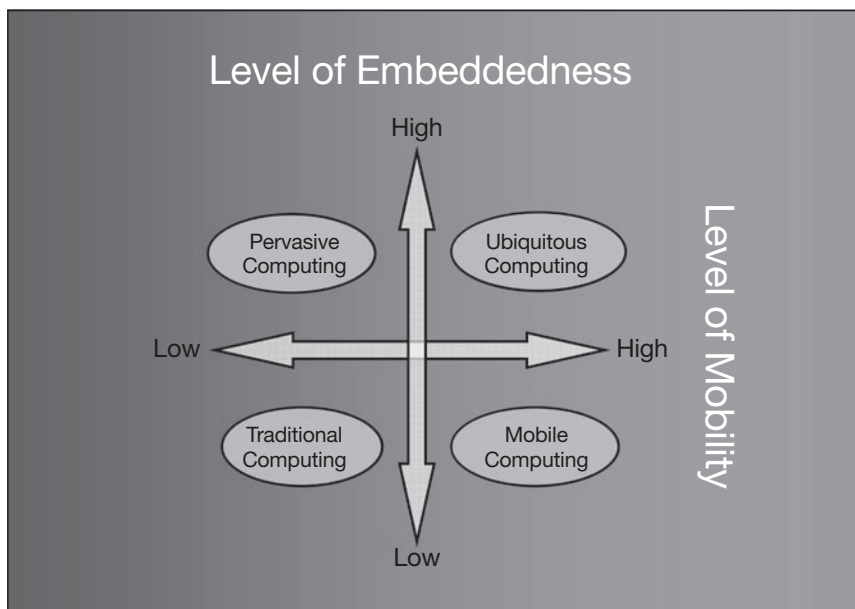 Level of Embeddedness
High
Pervasive
Computing
Ubiquitous
Computing
Low
High
Level of Mobility
Traditional
Computing
Mobile
Computing
Low